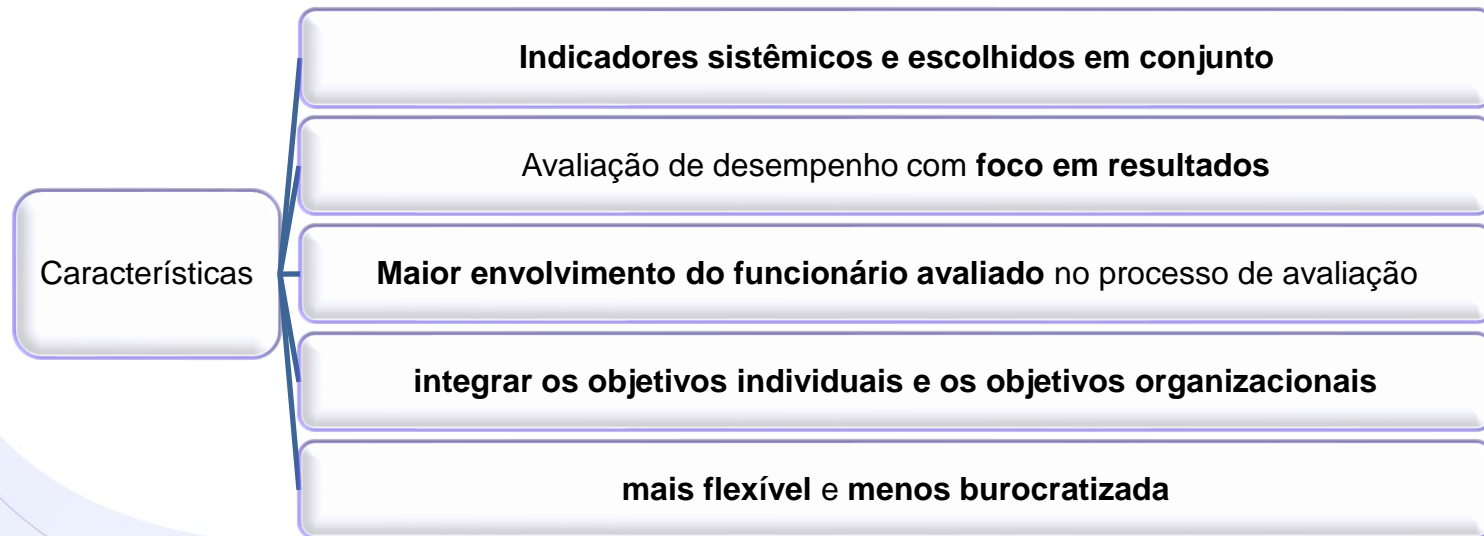 Características
Indicadores sistêmicos e escolhidos em conjunto
Avaliação de desempenho com foco em resultados
Maior envolvimento do funcionário avaliado no processo de avaliação
integrar os objetivos individuais e os objetivos organizacionais
mais flexível e menos burocratizada